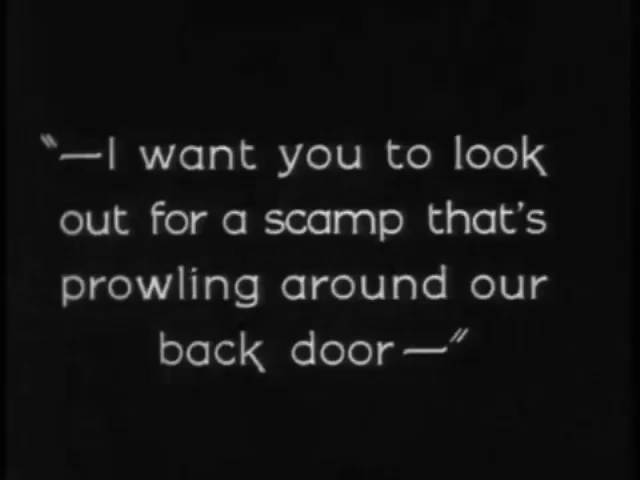 "—I want you to look
out for a scamp that's
prowling around our
back door—"